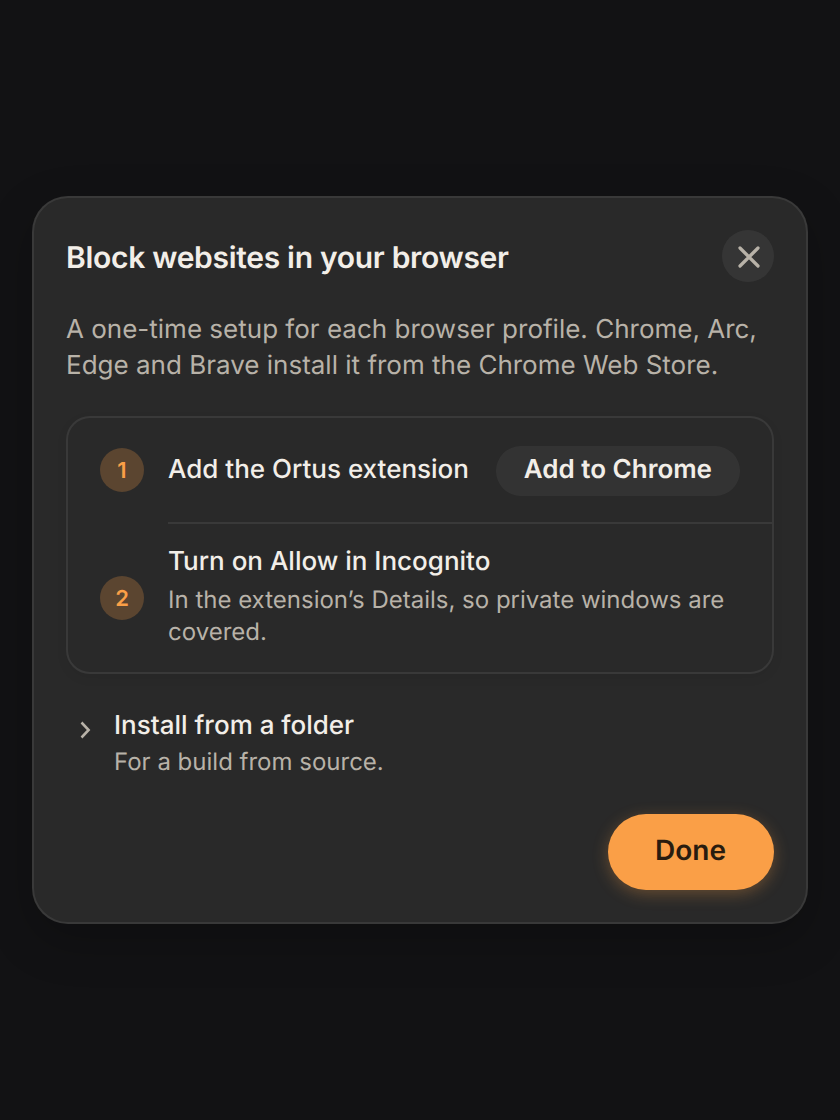 Block websites in your browser
A one-time setup for each browser profile. Chrome, Arc,
Edge and Brave install it from the Chrome Web Store.
1 Add the Ortus extension Add to Chrome
Turn on Allow in Incognito
2 In the extension’s Details, so private windows are
covered.
Install from a folder
For a build from source.
Done